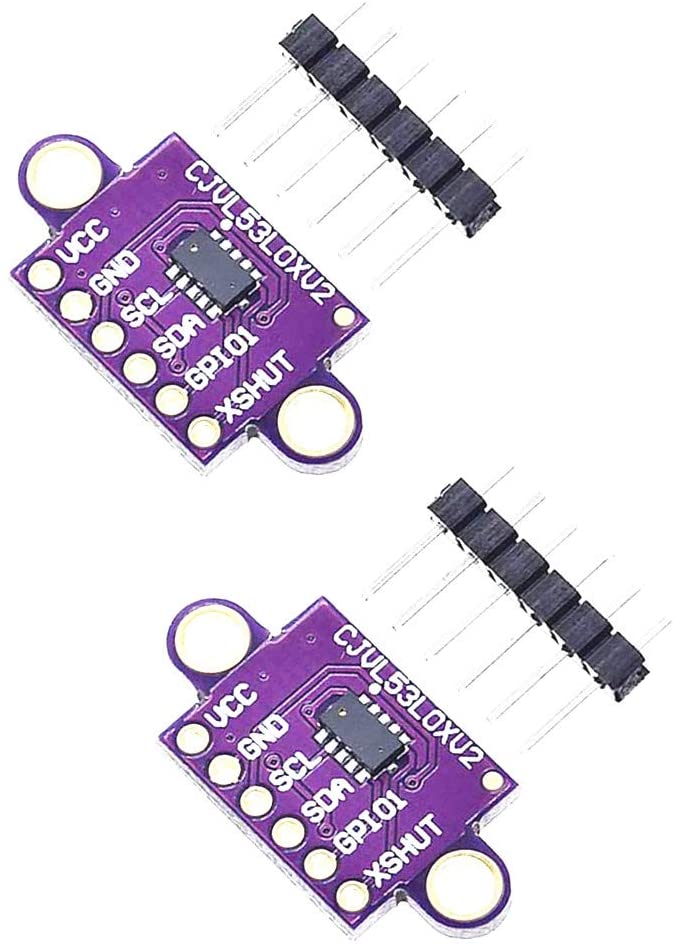 CJVL53L0XV2
VCC
GND
SCL
SDA
GPIO1
XSHUT
CJVL53L0XV2
VCC
GND
SCL
SDA
GPIO1
XSHUT